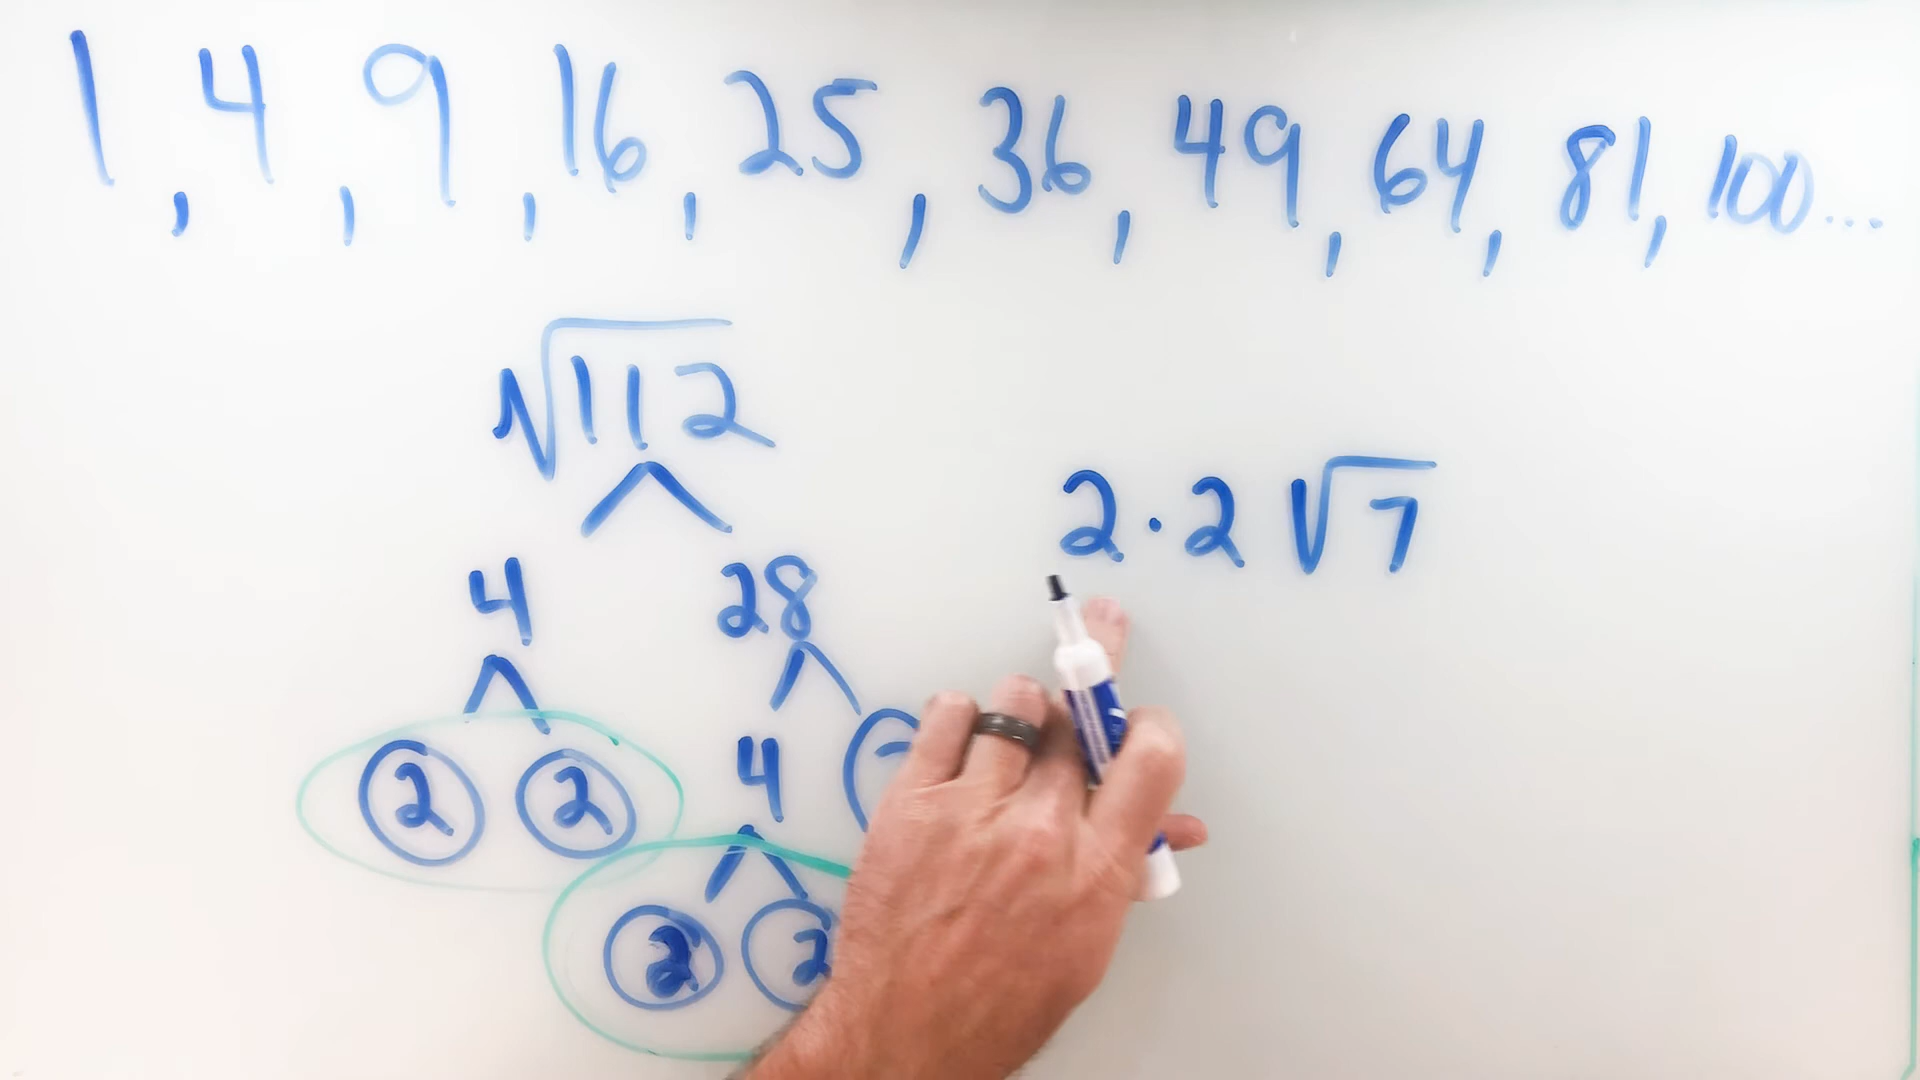 1, 4, 9, 16, 25, 36, 49, 64, 81, 100...
√112
2·2√7
4 28
2 2 4
2 2